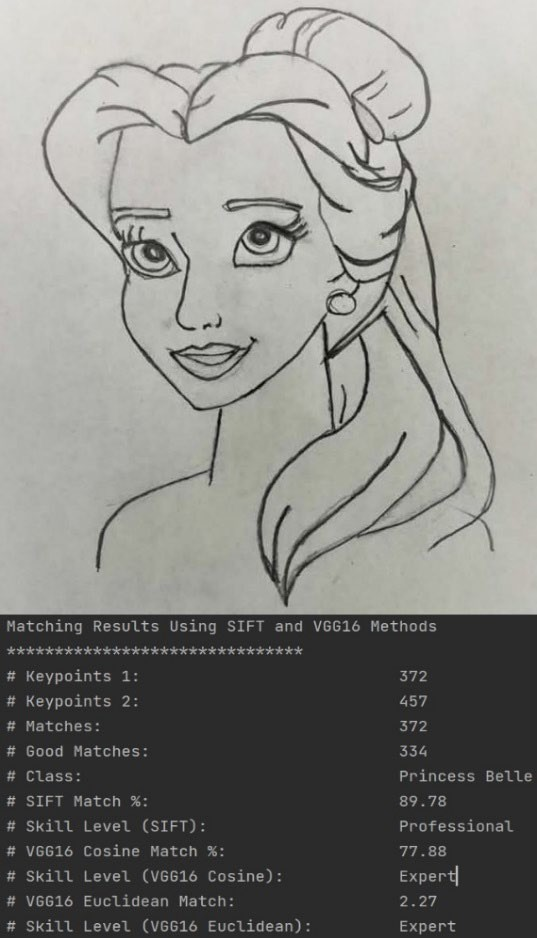 Matching Results Using SIFT and VGG16 Methods
*******************************
# Keypoints 1: 372
# Keypoints 2: 457
# Matches: 372
# Good Matches: 334
# Class: Princess Belle
# SIFT Match %: 89.78
# Skill Level (SIFT): Professional
# VGG16 Cosine Match %: 77.88
# Skill Level (VGG16 Cosine): Expert
# VGG16 Euclidean Match: 2.27
# Skill Level (VGG16 Euclidean): Expert